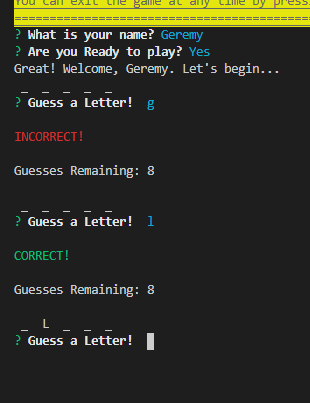 You can exit the game at any time by pressi
==========================================
? What is your name? Geremy
? Are you Ready to play? Yes
Great! Welcome, Geremy. Let's begin...
_ _ _ _ _
? Guess a Letter! g
INCORRECT!
Guesses Remaining: 8
_ _ _ _ _
? Guess a Letter! l
CORRECT!
Guesses Remaining: 8
_ L _ _ _
? Guess a Letter!